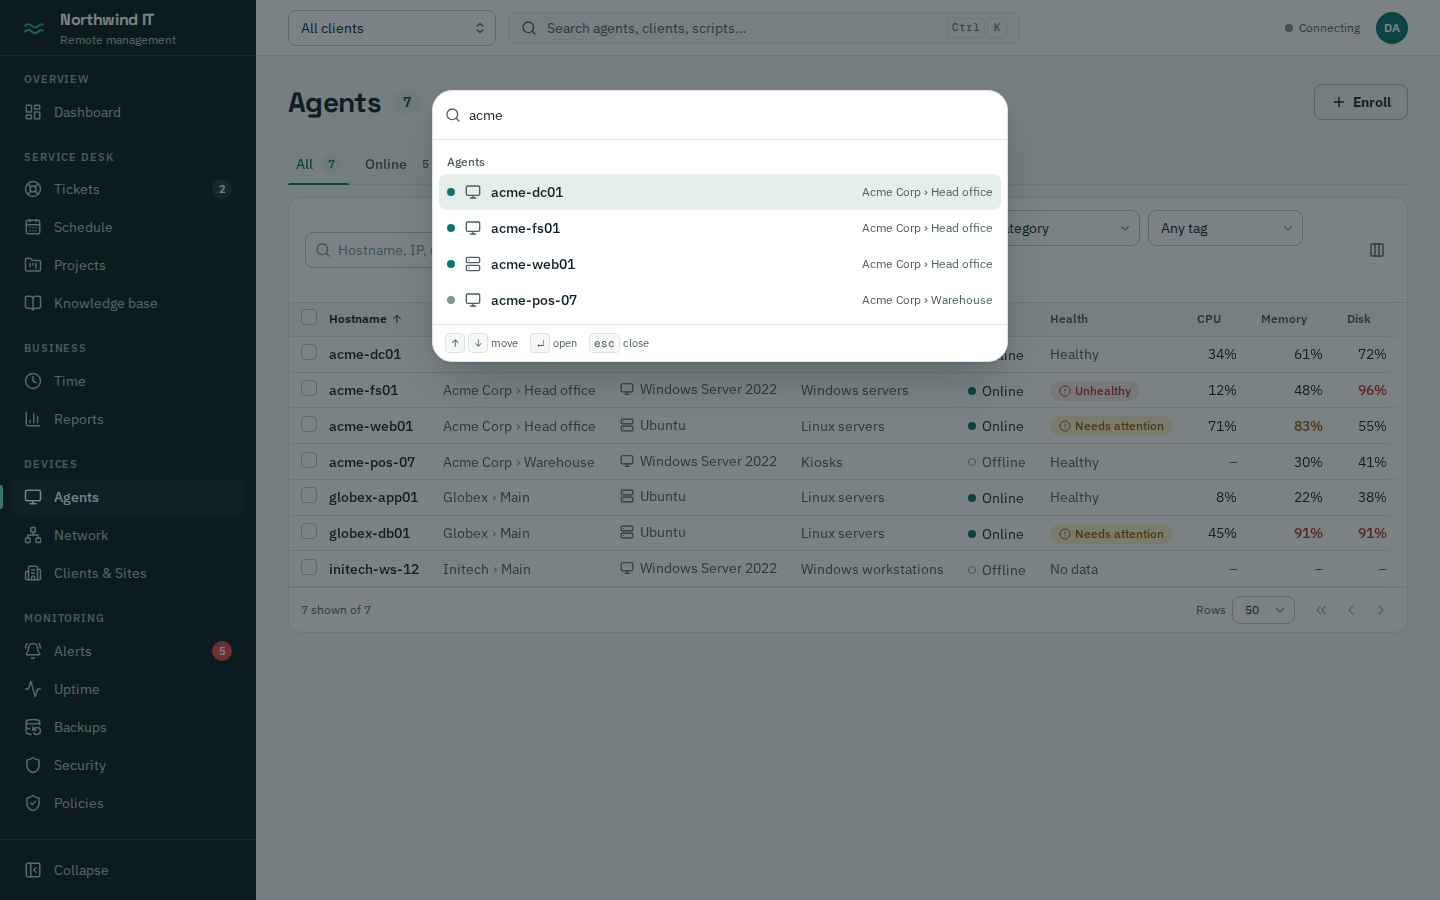 Northwind IT
Remote management
OVERVIEW
Dashboard
SERVICE DESK
Tickets 2
Schedule
Projects
Knowledge base
BUSINESS
Time
Reports
DEVICES
Agents
Network
Clients & Sites
MONITORING
Alerts 5
Uptime
Backups
Security
Policies
Collapse
All clients
Search agents, clients, scripts... Ctrl K
Connecting DA
Agents 7
Enroll
All 7 Online 5
acme
Agents
acme-dc01 Acme Corp › Head office
acme-fs01 Acme Corp › Head office
acme-web01 Acme Corp › Head office
acme-pos-07 Acme Corp › Warehouse
↑ ↓ move ↵ open esc close
Hostname, IP, Any tag
Hostname ↑ Health CPU Memory Disk
acme-dc01 Healthy 34% 61% 72%
acme-fs01 Acme Corp › Head office Windows Server 2022 Windows servers Online Unhealthy 12% 48% 96%
acme-web01 Acme Corp › Head office Ubuntu Linux servers Online Needs attention 71% 83% 55%
acme-pos-07 Acme Corp › Warehouse Windows Server 2022 Kiosks Offline Healthy – 30% 41%
globex-app01 Globex › Main Ubuntu Linux servers Online Healthy 8% 22% 38%
globex-db01 Globex › Main Ubuntu Linux servers Online Needs attention 45% 91% 91%
initech-ws-12 Initech › Main Windows Server 2022 Windows workstations Offline No data – – –
7 shown of 7 Rows 50